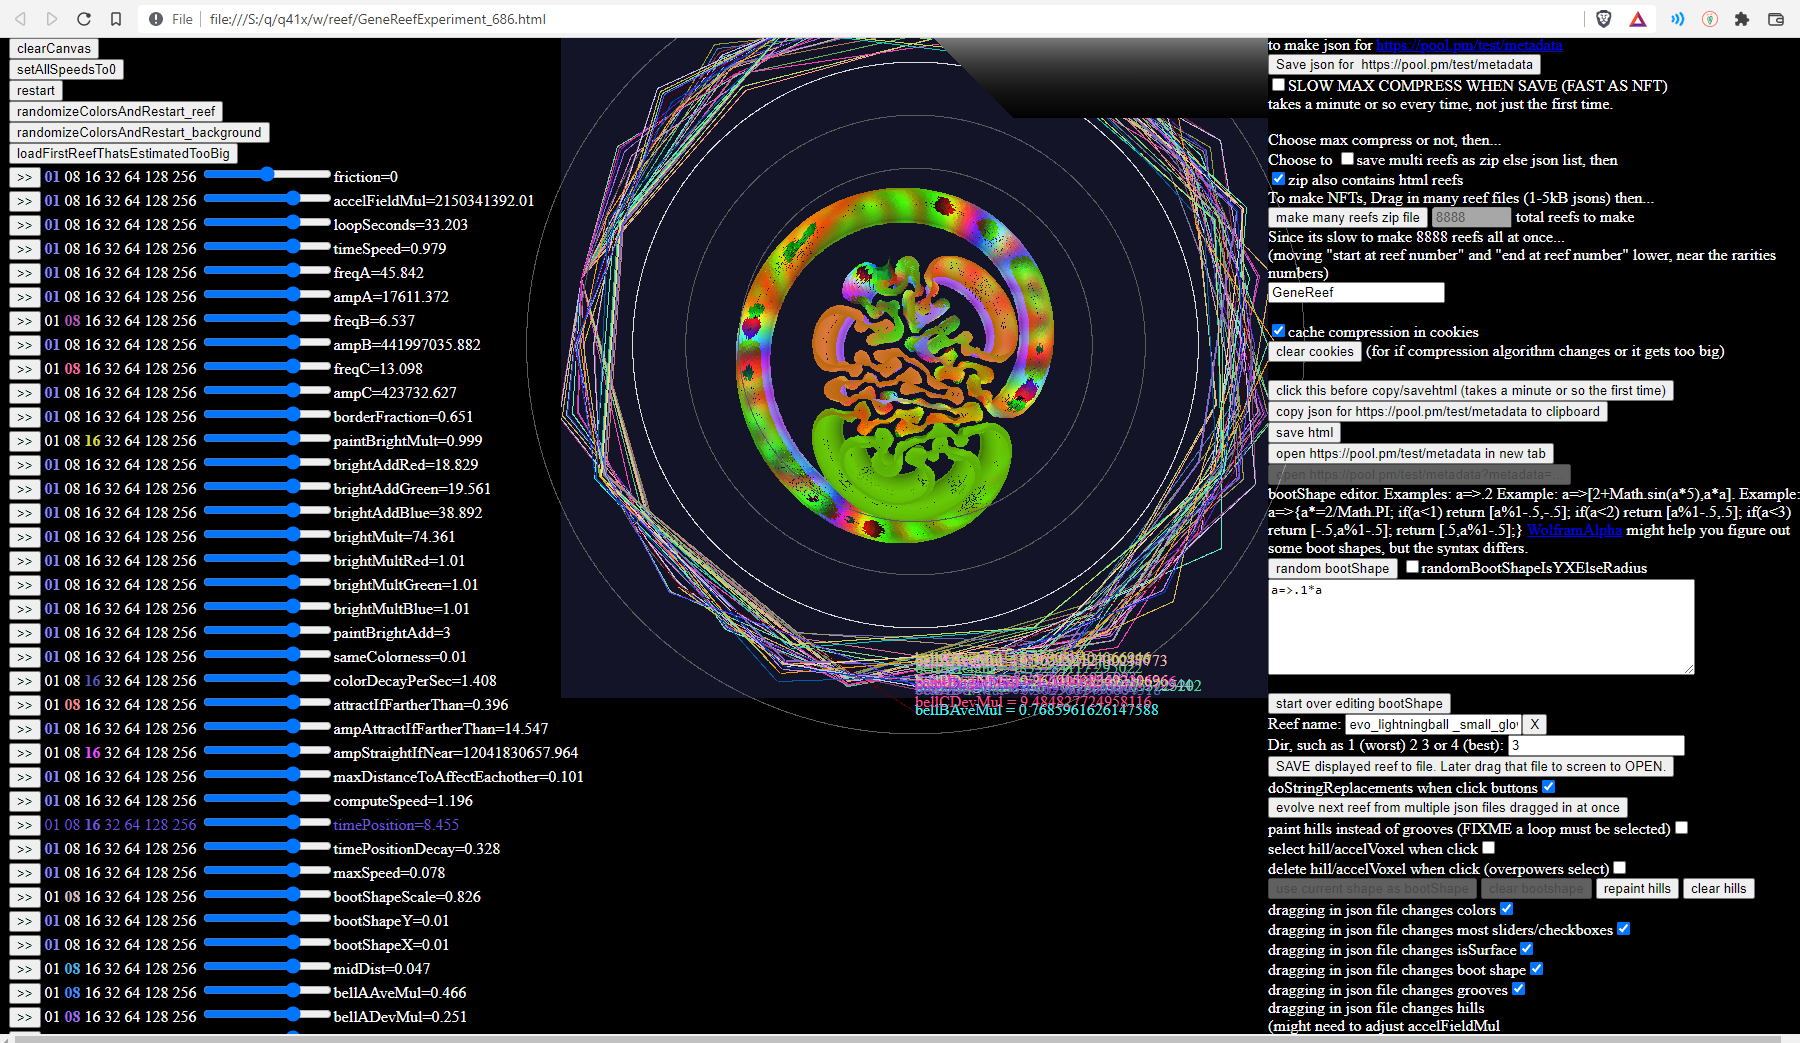 File file:///S:/q/q41x/w/reef/GeneReefExperiment_686.html
clearCanvas
setAllSpeedsTo0
restart
randomizeColorsAndRestart_reef
randomizeColorsAndRestart_background
loadFirstReefThatsEstimatedTooBig
>> 01 08 16 32 64 128 256 friction=0
>> 01 08 16 32 64 128 256 accelFieldMul=2150341392.01
>> 01 08 16 32 64 128 256 loopSeconds=33.203
>> 01 08 16 32 64 128 256 timeSpeed=0.979
>> 01 08 16 32 64 128 256 freqA=45.842
>> 01 08 16 32 64 128 256 ampA=17611.372
>> 01 08 16 32 64 128 256 freqB=6.537
>> 01 08 16 32 64 128 256 ampB=441997035.882
>> 01 08 16 32 64 128 256 freqC=13.098
>> 01 08 16 32 64 128 256 ampC=423732.627
>> 01 08 16 32 64 128 256 borderFraction=0.651
>> 01 08 16 32 64 128 256 paintBrightMult=0.999
>> 01 08 16 32 64 128 256 brightAddRed=18.829
>> 01 08 16 32 64 128 256 brightAddGreen=19.561
>> 01 08 16 32 64 128 256 brightAddBlue=38.892
>> 01 08 16 32 64 128 256 brightMult=74.361
>> 01 08 16 32 64 128 256 brightMultRed=1.01
>> 01 08 16 32 64 128 256 brightMultGreen=1.01
>> 01 08 16 32 64 128 256 brightMultBlue=1.01
>> 01 08 16 32 64 128 256 paintBrightAdd=3
>> 01 08 16 32 64 128 256 sameColorness=0.01
>> 01 08 16 32 64 128 256 colorDecayPerSec=1.408
>> 01 08 16 32 64 128 256 attractIfFartherThan=0.396
>> 01 08 16 32 64 128 256 ampAttractIfFartherThan=14.547
>> 01 08 16 32 64 128 256 ampStraightIfNear=12041830657.964
>> 01 08 16 32 64 128 256 maxDistanceToAffectEachother=0.101
>> 01 08 16 32 64 128 256 computeSpeed=1.196
>> 01 08 16 32 64 128 256 timePosition=8.455
>> 01 08 16 32 64 128 256 timePositionDecay=0.328
>> 01 08 16 32 64 128 256 maxSpeed=0.078
>> 01 08 16 32 64 128 256 bootShapeScale=0.826
>> 01 08 16 32 64 128 256 bootShapeY=0.01
>> 01 08 16 32 64 128 256 bootShapeX=0.01
>> 01 08 16 32 64 128 256 midDist=0.047
>> 01 08 16 32 64 128 256 bellAAveMul=0.466
>> 01 08 16 32 64 128 256 bellADevMul=0.251
bellCDevMul = 9.484827724958116
bellBAveMul = 0.7685961626147588
to make json for https://pool.pm/test/metadata
Save json for https://pool.pm/test/metadata
SLOW MAX COMPRESS WHEN SAVE (FAST AS NFT)
takes a minute or so every time, not just the first time.
Choose max compress or not, then...
Choose to save multi reefs as zip else json list, then
zip also contains html reefs
To make NFTs, Drag in many reef files (1-5kB jsons) then...
make many reefs zip file 8888 total reefs to make
Since its slow to make 8888 reefs all at once...
(moving "start at reef number" and "end at reef number" lower, near the rarities
numbers)
GeneReef
cache compression in cookies
clear cookies (for if compression algorithm changes or it gets too big)
click this before copy/savehtml (takes a minute or so the first time)
copy json for https://pool.pm/test/metadata to clipboard
save html
open https://pool.pm/test/metadata in new tab
open https://pool.pm/test/metadata?metadata=...
bootShape editor. Examples: a=>.2 Example: a=>[2+Math.sin(a*5),a*a]. Example:
a=>{a*=2/Math.PI; if(a<1) return [a%1-.5,-.5]; if(a<2) return [a%1-.5,.5]; if(a<3)
return [-.5,a%1-.5]; return [.5,a%1-.5];} WolframAlpha might help you figure out
some boot shapes, but the syntax differs.
random bootShape randomBootShapeIsYXElseRadius
a=>.1*a
start over editing bootShape
Reef name: evo_lightningball _small_glo X
Dir, such as 1 (worst) 2 3 or 4 (best): 3
SAVE displayed reef to file. Later drag that file to screen to OPEN.
doStringReplacements when click buttons
evolve next reef from multiple json files dragged in at once
paint hills instead of grooves (FIXME a loop must be selected)
select hill/accelVoxel when click
delete hill/accelVoxel when click (overpowers select)
use current shape as bootShape clear bootshape repaint hills clear hills
dragging in json file changes colors
dragging in json file changes most sliders/checkboxes
dragging in json file changes isSurface
dragging in json file changes boot shape
dragging in json file changes grooves
dragging in json file changes hills
(might need to adjust accelFieldMul